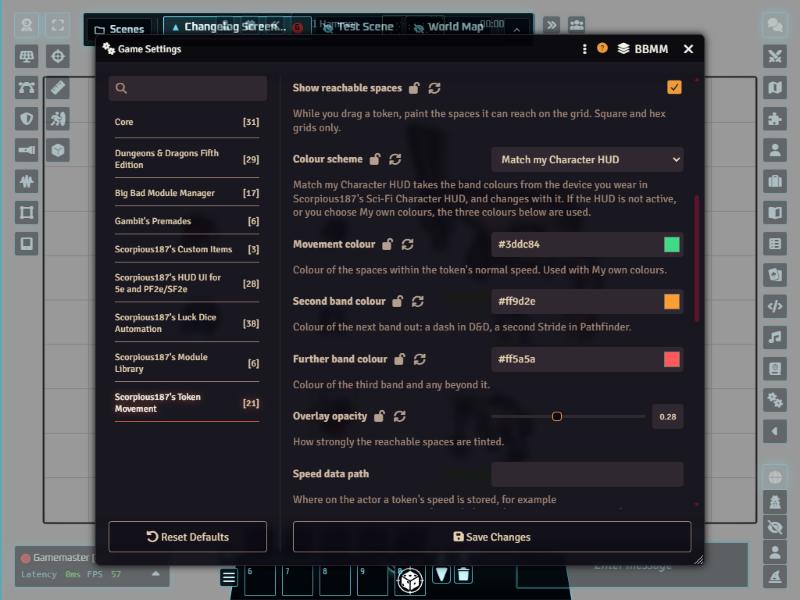 Scenes
Changelog Screen...
6
Test Scene
World Map
00:00
Game Settings
?
BBMM
Core
[31]
Dungeons & Dragons Fifth
Edition
[29]
Big Bad Module Manager
[17]
Gambit's Premades
[6]
Scorpious187's Custom Items
[3]
Scorpious187's HUD UI for
5e and PF2e/SF2e
[28]
Scorpious187's Luck Dice
Automation
[38]
Scorpious187's Module
Library
[6]
Scorpious187's Token
Movement
[21]
Reset Defaults
Show reachable spaces
While you drag a token, paint the spaces it can reach on the grid. Square and hex
grids only.
Colour scheme
Match my Character HUD
Match my Character HUD takes the band colours from the device you wear in
Scorpious187's Sci-Fi Character HUD, and changes with it. If the HUD is not active,
or you choose My own colours, the three colours below are used.
Movement colour
#3ddc84
Colour of the spaces within the token's normal speed. Used with My own colours.
Second band colour
#ff9d2e
Colour of the next band out: a dash in D&D, a second Stride in Pathfinder.
Further band colour
#ff5a5a
Colour of the third band and any beyond it.
Overlay opacity
0.28
How strongly the reachable spaces are tinted.
Speed data path
Where on the actor a token's speed is stored, for example
Save Changes
Gamemaster [
Latency 0ms FPS 57
6
7
8
9
Enter message